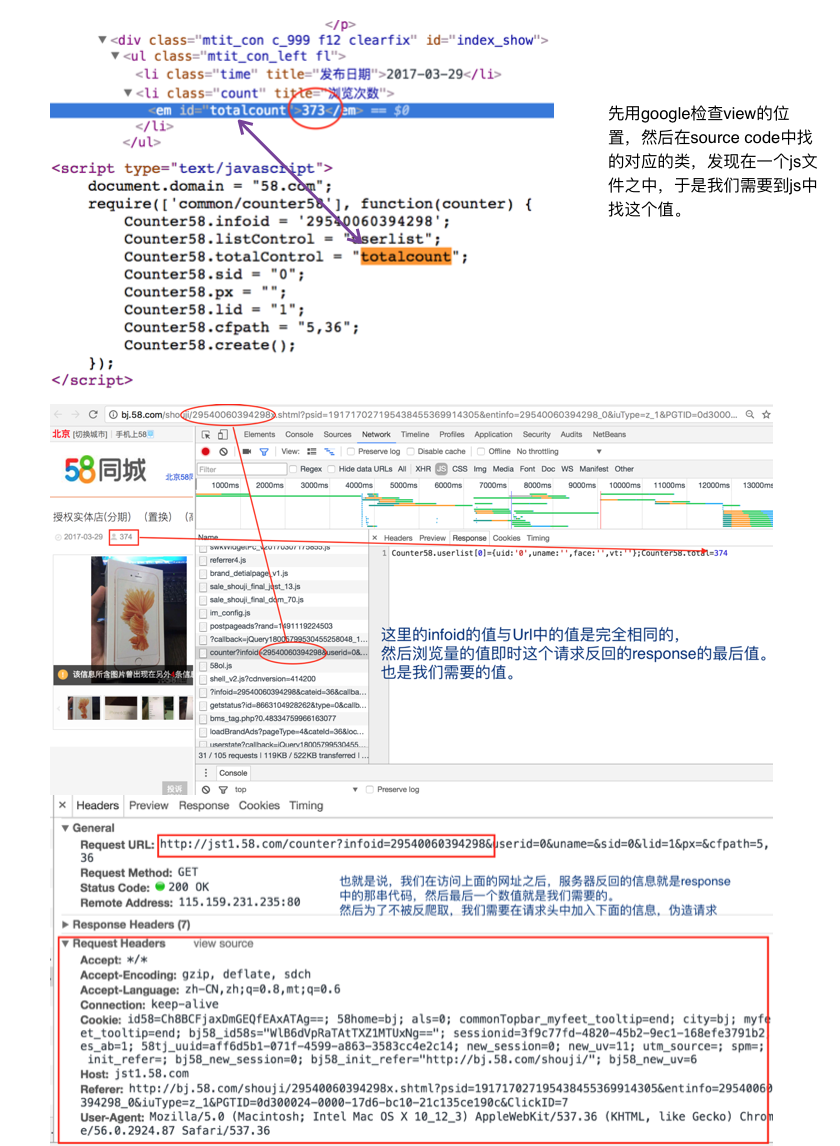 </p>
▼<div class="mtit_con c_999 f12 clearfix" id="index_show">
▼<ul class="mtit_con_left fl">
<li class="time" title="发布日期">2017-03-29</li>
▼<li class="count" title="浏览次数">
<em id="totalcount">373</em> == $0
</li>
</ul>
先用google检查view的位
置，然后在source code中找
的对应的类，发现在一个js文
件之中，于是我们需要到js中
找这个值。
<script type="text/javascript">
document.domain = "58.com";
require(['common/counter58'], function(counter) {
Counter58.infoid = '29540060394298';
Counter58.listControl = "userlist";
Counter58.totalControl = "totalcount";
Counter58.sid = "0";
Counter58.px = "";
Counter58.lid = "1";
Counter58.cfpath = "5,36";
Counter58.create();
});
</script>
bj.58.com/shouji/29540060394298x.shtml?psid=191717027195438455369914305&entinfo=29540060394298_0&iuType=z_1&PGTID=0d3000...
北京 [切换城市] 手机上58
58同城
北京58
授权实体店(分期) (置换)
2017-03-29 374
该信息所含图片曾出现在另外 条信
投诉
Elements Console Sources Network Timeline Profiles Application Security Audits NetBeans
View: Preserve log Disable cache Offline No throttling
Filter Regex Hide data URLs All XHR JS CSS Img Media Font Doc WS Manifest Other
1000ms 2000ms 3000ms 4000ms 5000ms 6000ms 7000ms 8000ms 9000ms 10000ms 11000ms 12000ms 13000ms
Name
referrer4.js
brand_detialpage_v1.js
sale_shouji_final_just_13.js
sale_shouji_final_dom_70.js
im_config.js
postpageads?rand=1491119224503
?callback=jQuery18005799530455258048_1...
counter?infoid=29540060394298&userid=0&...
58ol.js
shell_v2.js?cdnversion=414200
?infoid=29540060394298&cateid=36&callba...
getstatus?id=8663104928262&type=0&callb...
bms_tag.php?0.48334759966163077
loadBrandAds?pageType=4&cateId=36&loc...
userstate?callback=jQuery18005799530455...
31 / 105 requests | 119KB / 522KB transferred | ...
× Headers Preview Response Cookies Timing
1 Counter58.userlist[0]={uid:'0',uname:'',face:'',vt:''};Counter58.total=374
这里的infoid的值与Url中的值是完全相同的，
然后浏览量的值即时这个请求反回的response的最后值。
也是我们需要的值。
Console
top Preserve log
× Headers Preview Response Cookies Timing
▼General
Request URL: http://jst1.58.com/counter?infoid=29540060394298&userid=0&uname=&sid=0&lid=1&px=&cfpath=5,
36
Request Method: GET
Status Code: 200 OK
Remote Address: 115.159.231.235:80
也就是说，我们在访问上面的网址之后，服务器反回的信息就是response
中的那串代码，然后最后一个数值就是我们需要的。
然后为了不被反爬取，我们需要在请求头中加入下面的信息，伪造请求
▶Response Headers (7)
▼Request Headers view source
Accept: */*
Accept-Encoding: gzip, deflate, sdch
Accept-Language: zh-CN,zh;q=0.8,mt;q=0.6
Connection: keep-alive
Cookie: id58=Ch8BCFjaxDmGEQfEAxATAg==; 58home=bj; als=0; commonTopbar_myfeet_tooltip=end; city=bj; myfe
et_tooltip=end; bj58_id58s="WlB6dVpRaTAtTXZ1MTUxNg=="; sessionid=3f9c77fd-4820-45b2-9ec1-168efe3791b2
es_ab=1; 58tj_uuid=aff6d5b1-071f-4599-a863-3583cc4e2c14; new_session=0; new_uv=11; utm_source=; spm=;
init_refer=; bj58_new_session=0; bj58_init_refer="http://bj.58.com/shouji/"; bj58_new_uv=6
Host: jst1.58.com
Referer: http://bj.58.com/shouji/29540060394298x.shtml?psid=191717027195438455369914305&entinfo=2954006
0394298_0&iuType=z_1&PGTID=0d300024-0000-17d6-bc10-21c135ce190c&ClickID=7
User-Agent: Mozilla/5.0 (Macintosh; Intel Mac OS X 10_12_3) AppleWebKit/537.36 (KHTML, like Gecko) Chrom
e/56.0.2924.87 Safari/537.36